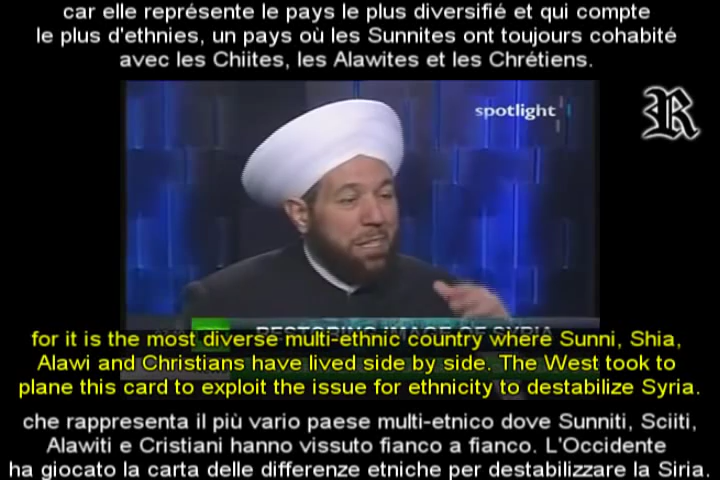 car elle représente le pays le plus diversifié et qui compte
le plus d'ethnies, un pays où les Sunnites ont toujours cohabité
avec les Chiites, les Alawites et les Chrétiens.
spotlight
R
RESTORING IMAGE OF SYRIA
for it is the most diverse multi-ethnic country where Sunni, Shia,
Alawi and Christians have lived side by side. The West took to
plane this card to exploit the issue for ethnicity to destabilize Syria.
che rappresenta il più vario paese multi-etnico dove Sunniti, Sciiti,
Alawiti e Cristiani hanno vissuto fianco a fianco. L'Occidente
ha giocato la carta delle differenze etniche per destabilizzare la Siria.